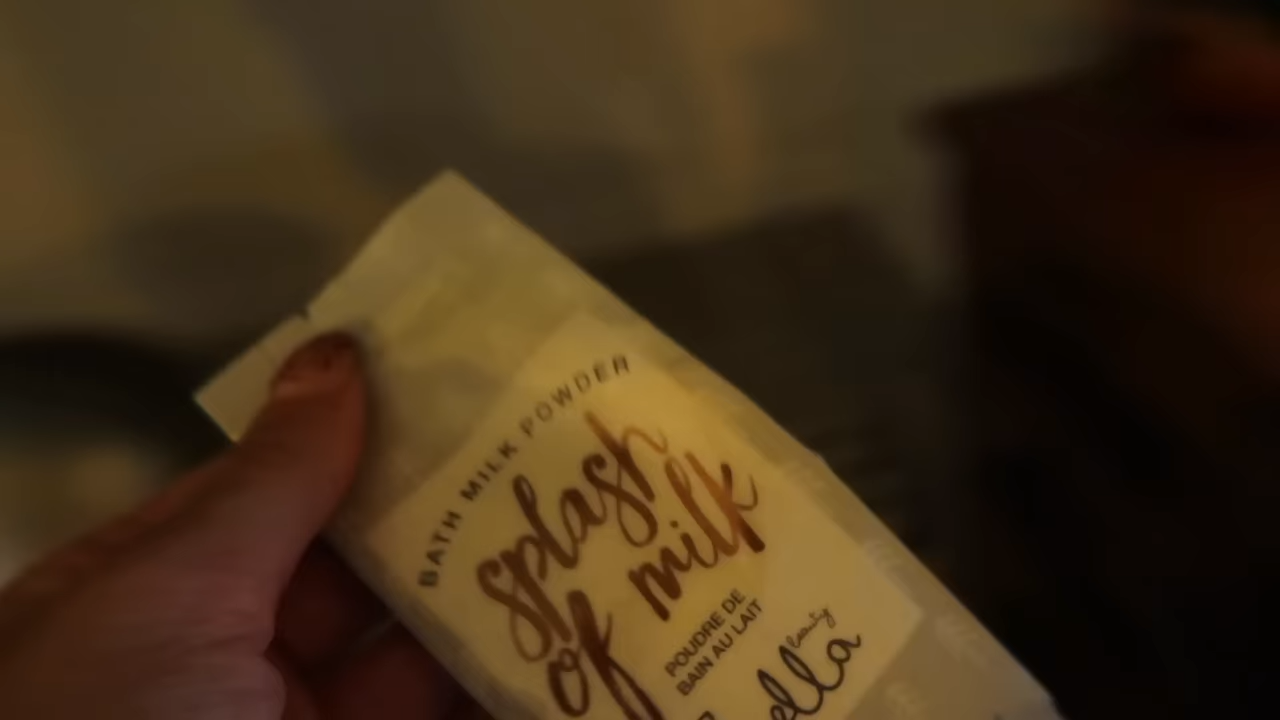 BATH MILK POWDER
splash
of milk
POUDRE DE
BAIN AU LAIT
beauty